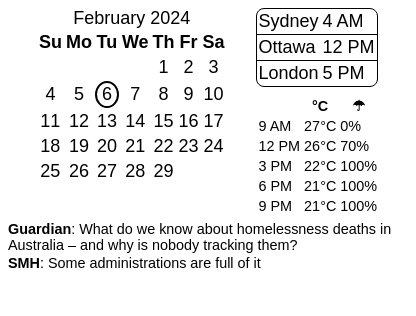 February 2024
Su Mo Tu We Th Fr Sa
1 2 3
4 5 6 7 8 9 10
11 12 13 14 15 16 17
18 19 20 21 22 23 24
25 26 27 28 29
Sydney 4 AM
Ottawa 12 PM
London 5 PM
°C ☂
9 AM 27°C 0%
12 PM 26°C 70%
3 PM 22°C 100%
6 PM 21°C 100%
9 PM 21°C 100%
Guardian: What do we know about homelessness deaths in
Australia – and why is nobody tracking them?
SMH: Some administrations are full of it